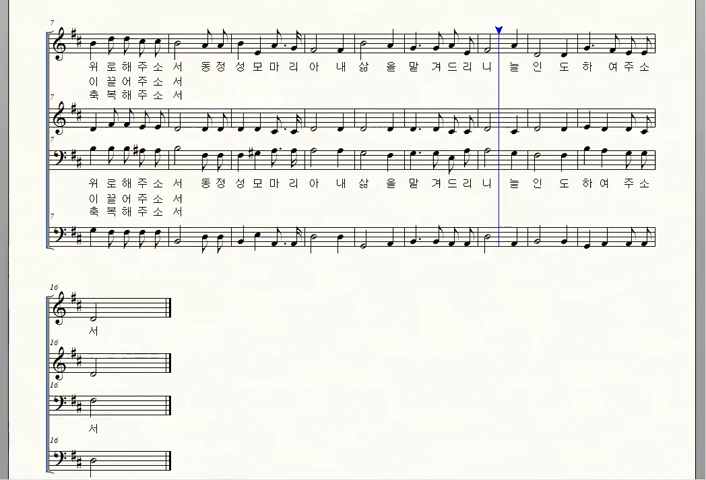 7
위 로 해 주 소 서 동 정 성 모 마 리 아 내 삶 을 맡 겨 드 리 니 늘 인 도 하 여 주 소
이 끌 어 주 소 서
축 복 해 주 소 서
7
7
위 로 해 주 소 서 동 정 성 모 마 리 아 내 삶 을 맡 겨 드 리 니 늘 인 도 하 여 주 소
이 끌 어 주 소 서
축 복 해 주 소 서
7
16
서
16
16
서
16